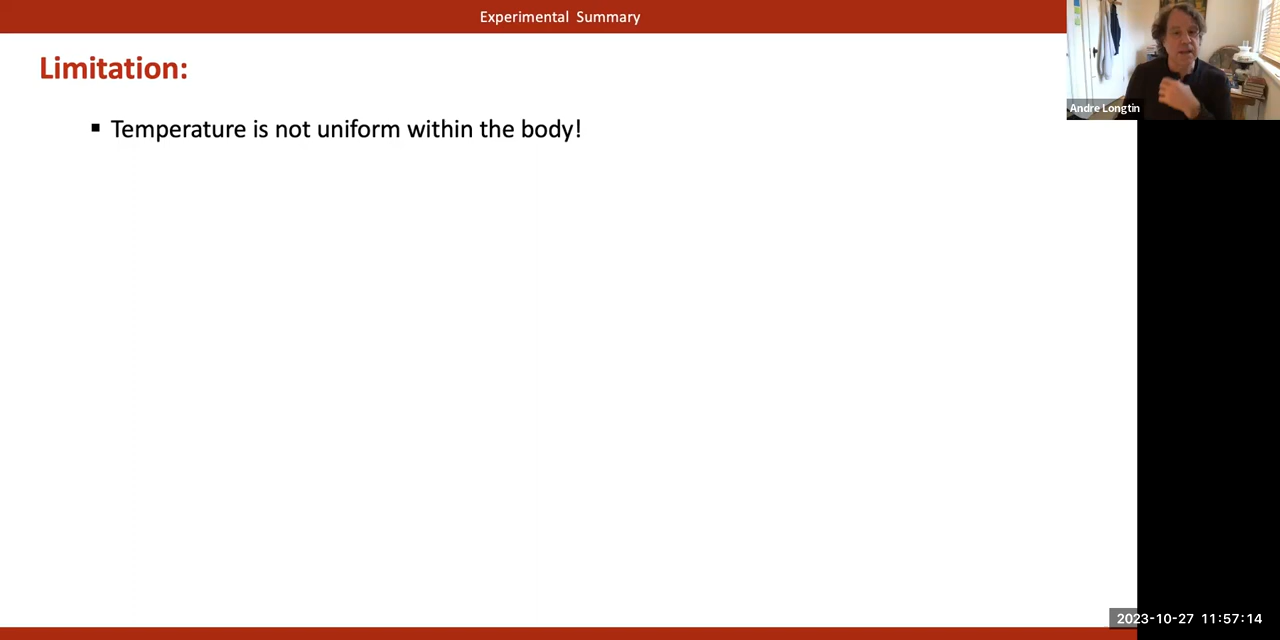 Experimental Summary
Limitation:
▪ Temperature is not uniform within the body!
Andre Longtin
2023-10-27 11:57:14